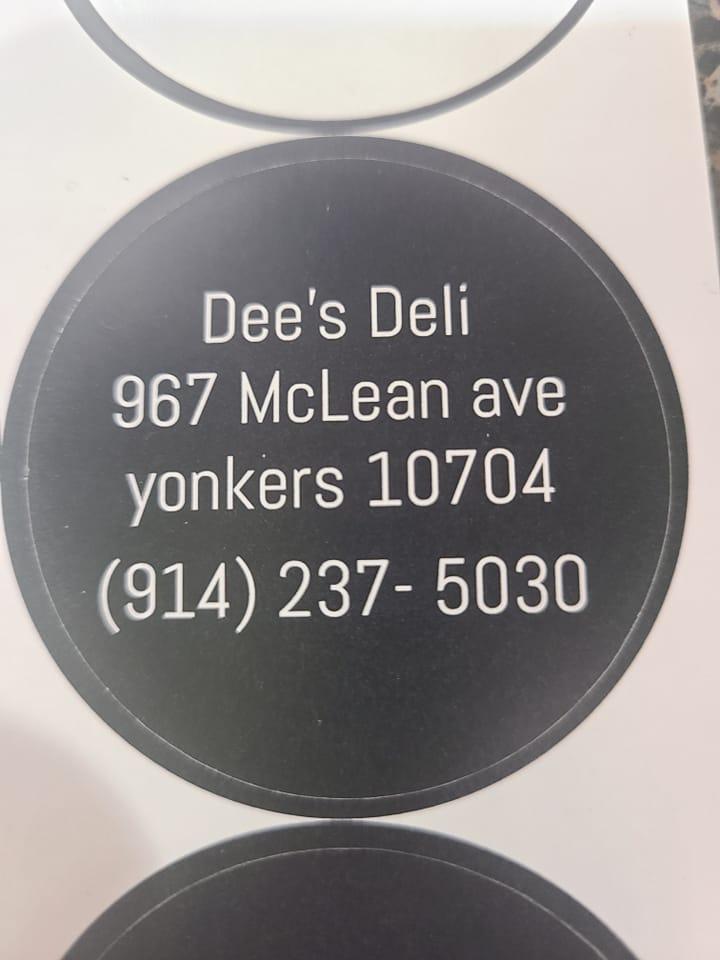 Dee's Deli
967 McLean ave
yonkers 10704
(914) 237- 5030